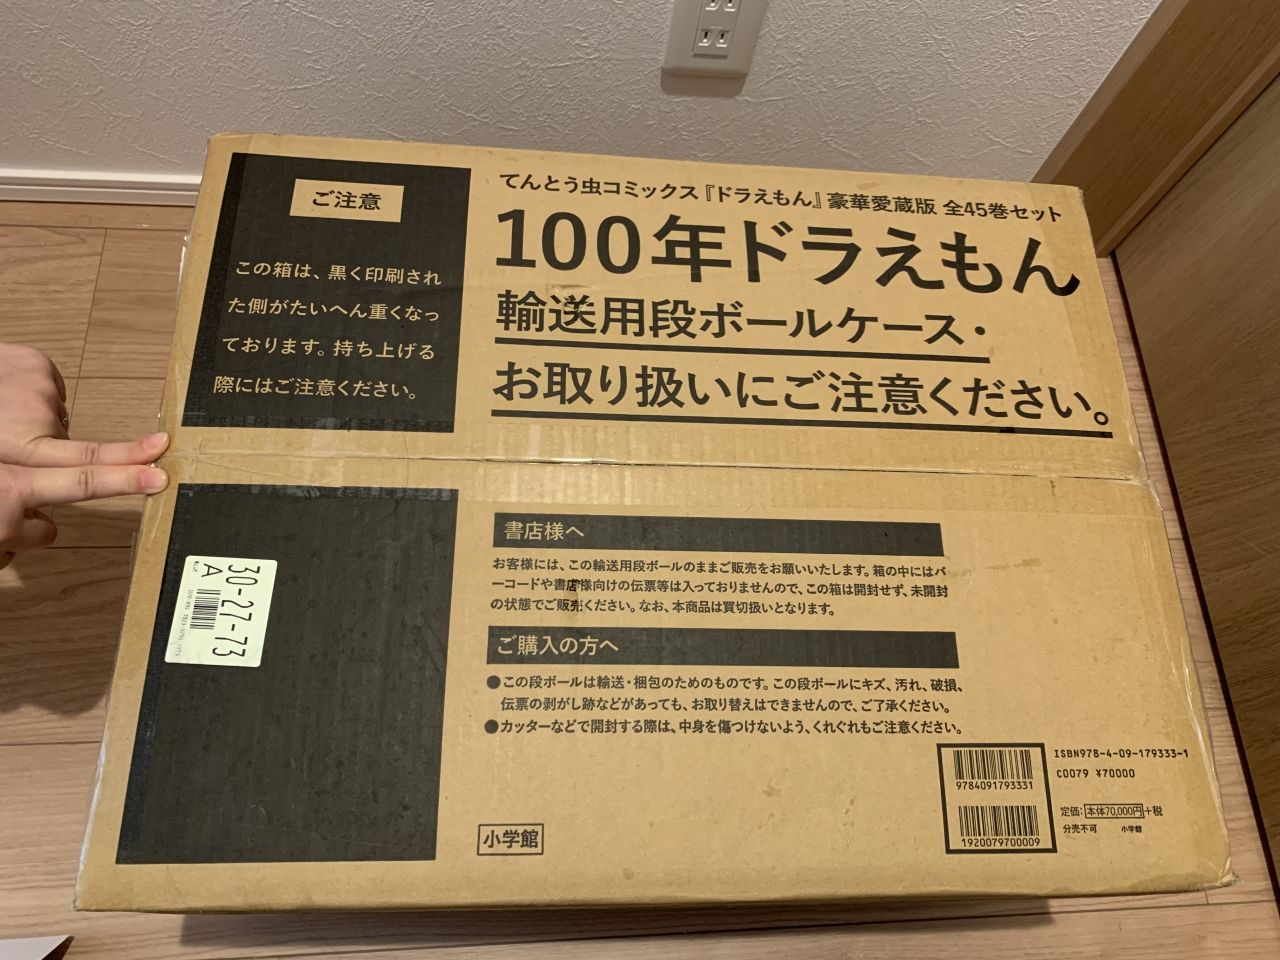 ご注意
この箱は、黒く印刷され
た側がたいへん重くなっ
ております。持ち上げる
際にはご注意ください。
てんとう虫コミックス『ドラえもん』豪華愛蔵版 全45巻セット
100年ドラえもん
輸送用段ボールケース・
お取り扱いにご注意ください。
30-27-73
A
書店様へ
お客様には、この輸送用段ボールのままご販売をお願いいたします。箱の中にはバ
ーコードや書店様向けの伝票等は入っておりませんので、この箱は開封せず、未開封
の状態でご販売ください。なお、本商品は買切扱いとなります。
ご購入の方へ
●この段ボールは輸送・梱包のためのものです。この段ボールにキズ、汚れ、破損、
伝票の剥がし跡などがあっても、お取り替えはできませんので、ご了承ください。
●カッターなどで開封する際は、中身を傷つけないよう、くれぐれもご注意ください。
小学館
9784091793331
1920079700009
ISBN978-4-09-179333-1
C0079 ¥70000
定価:本体70,000円+税
分売不可 小学館